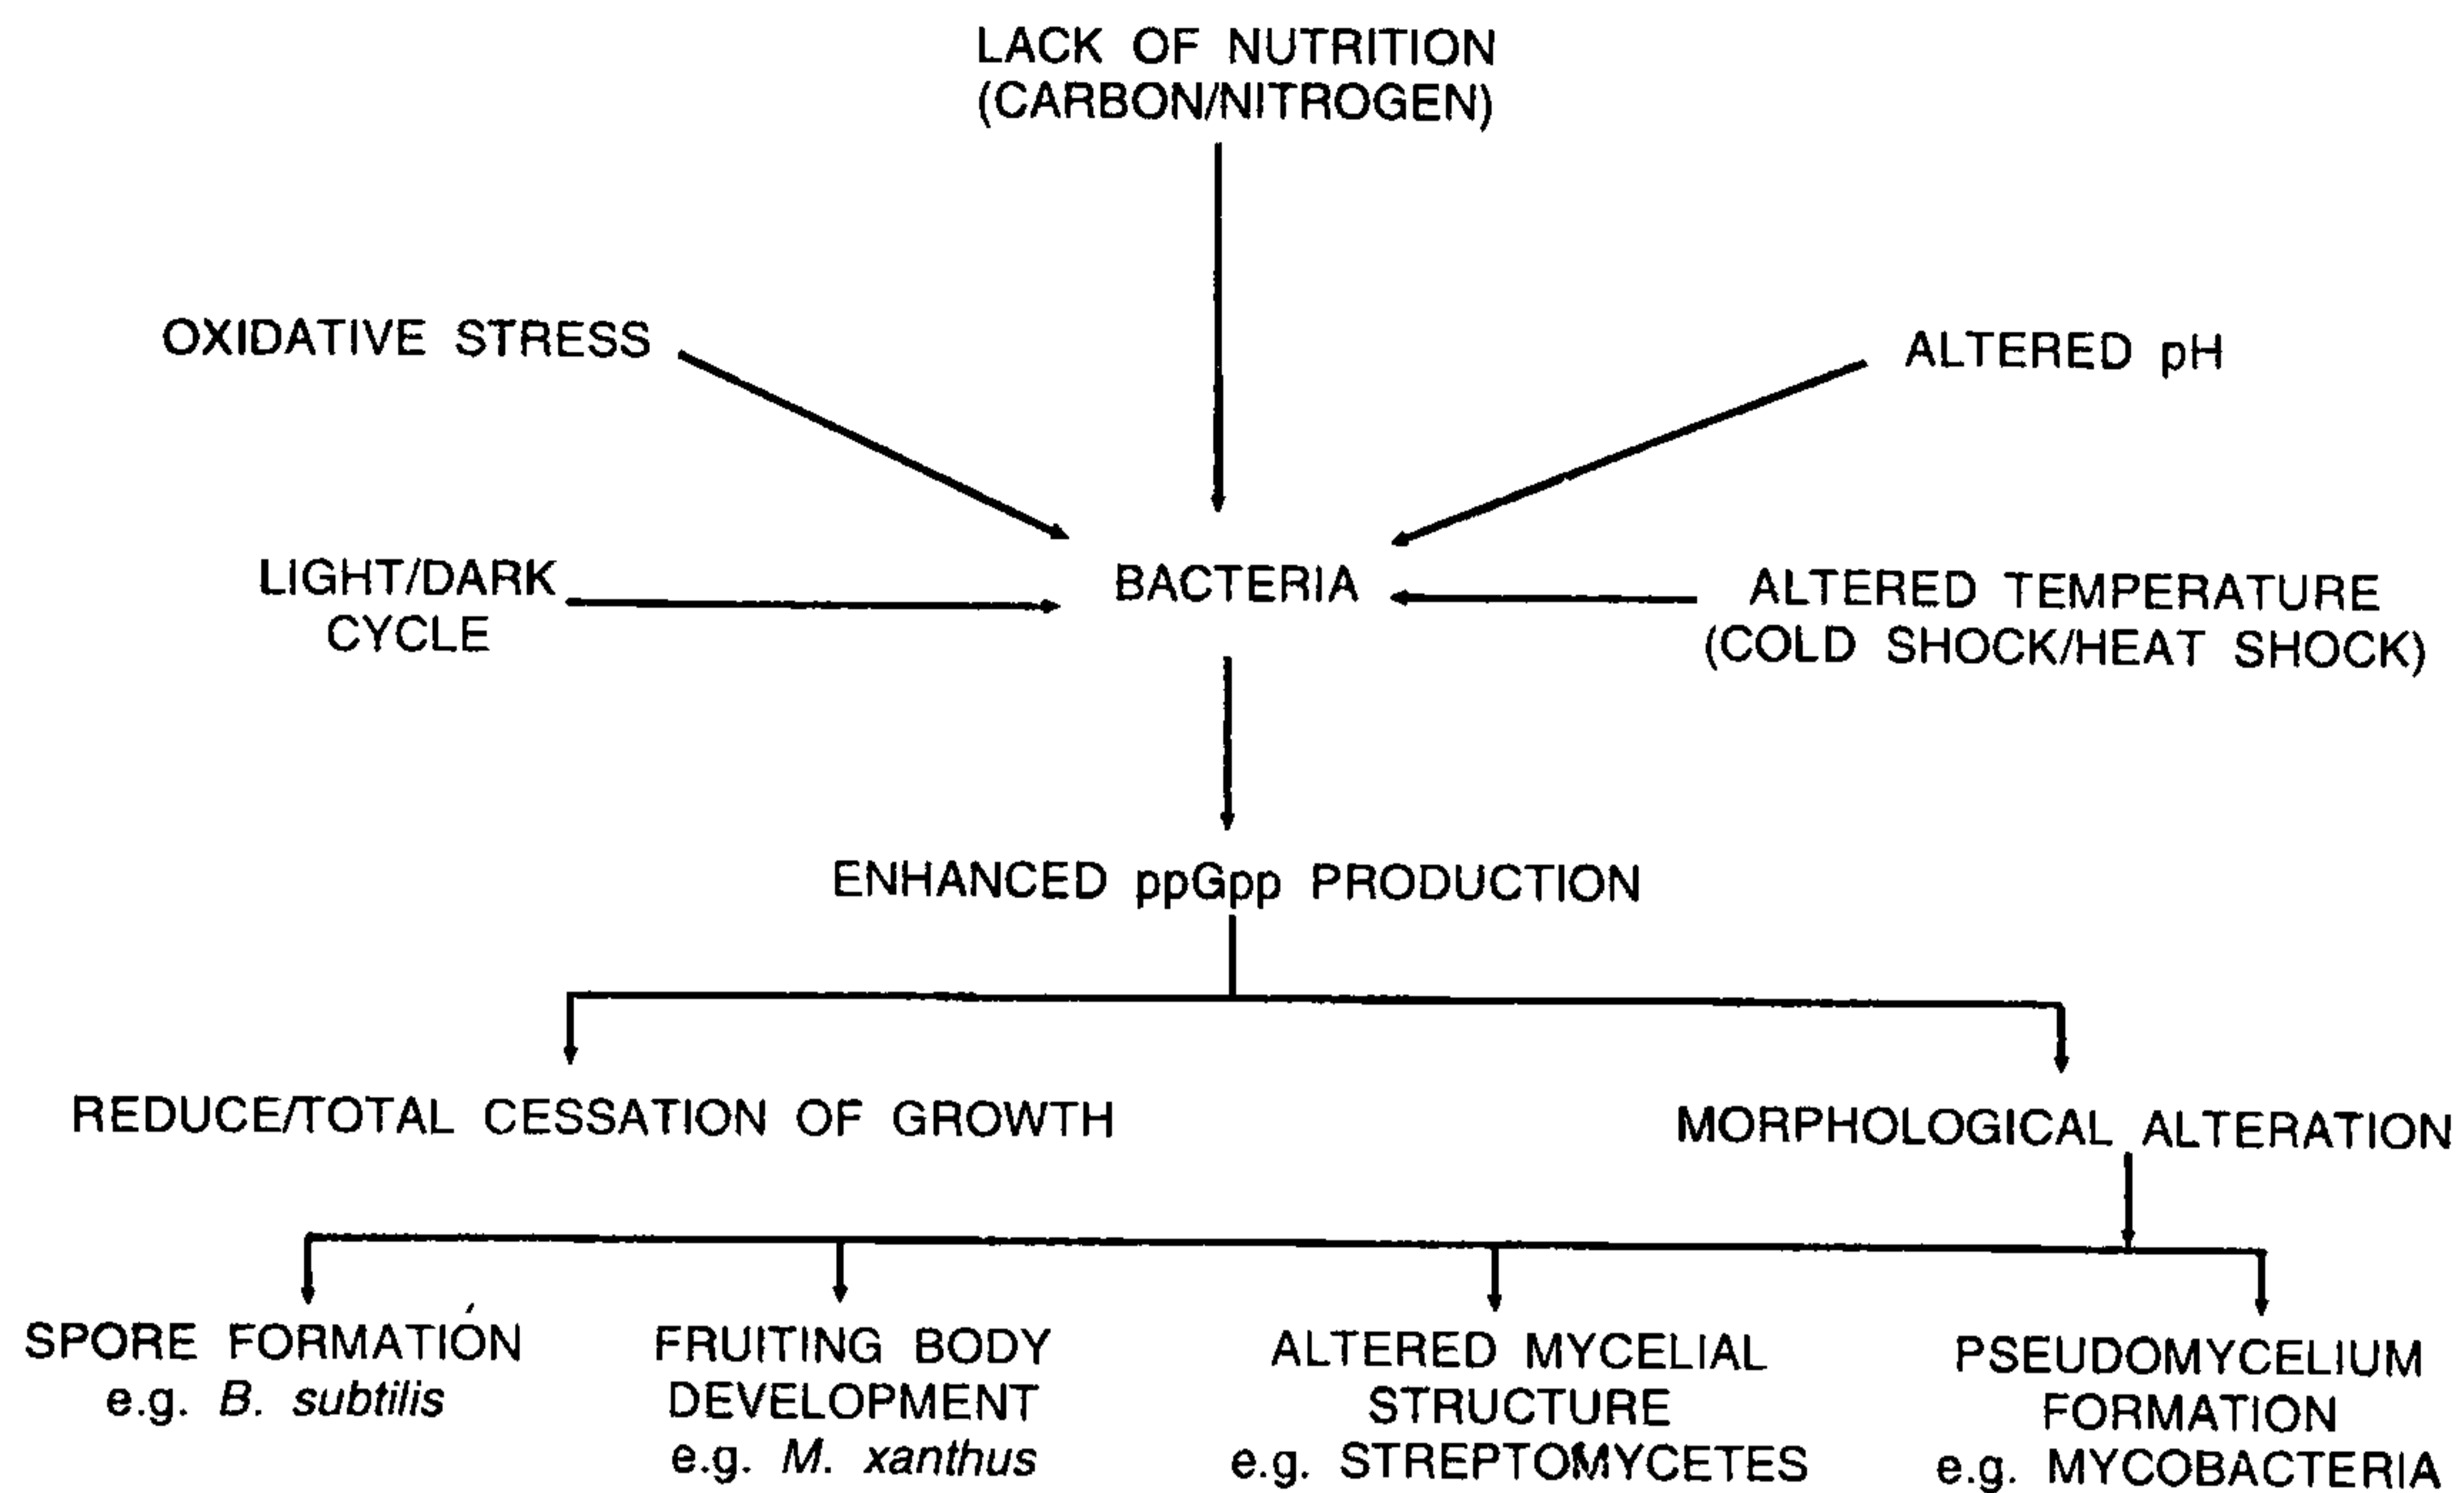 LACK OF NUTRITION
(CARBON/NITROGEN)
OXIDATIVE STRESS
ALTERED pH
LIGHT/DARK
CYCLE
BACTERIA
ALTERED TEMPERATURE
(COLD SHOCK/HEAT SHOCK)
ENHANCED ppGpp PRODUCTION
REDUCE/TOTAL CESSATION OF GROWTH
MORPHOLOGICAL ALTERATION
SPORE FORMATION
e.g. B. subtilis
FRUITING BODY
DEVELOPMENT
e.g. M. xanthus
ALTERED MYCELIAL
STRUCTURE
e.g. STREPTOMYCETES
PSEUDOMYCELIUM
FORMATION
e.g. MYCOBACTERIA